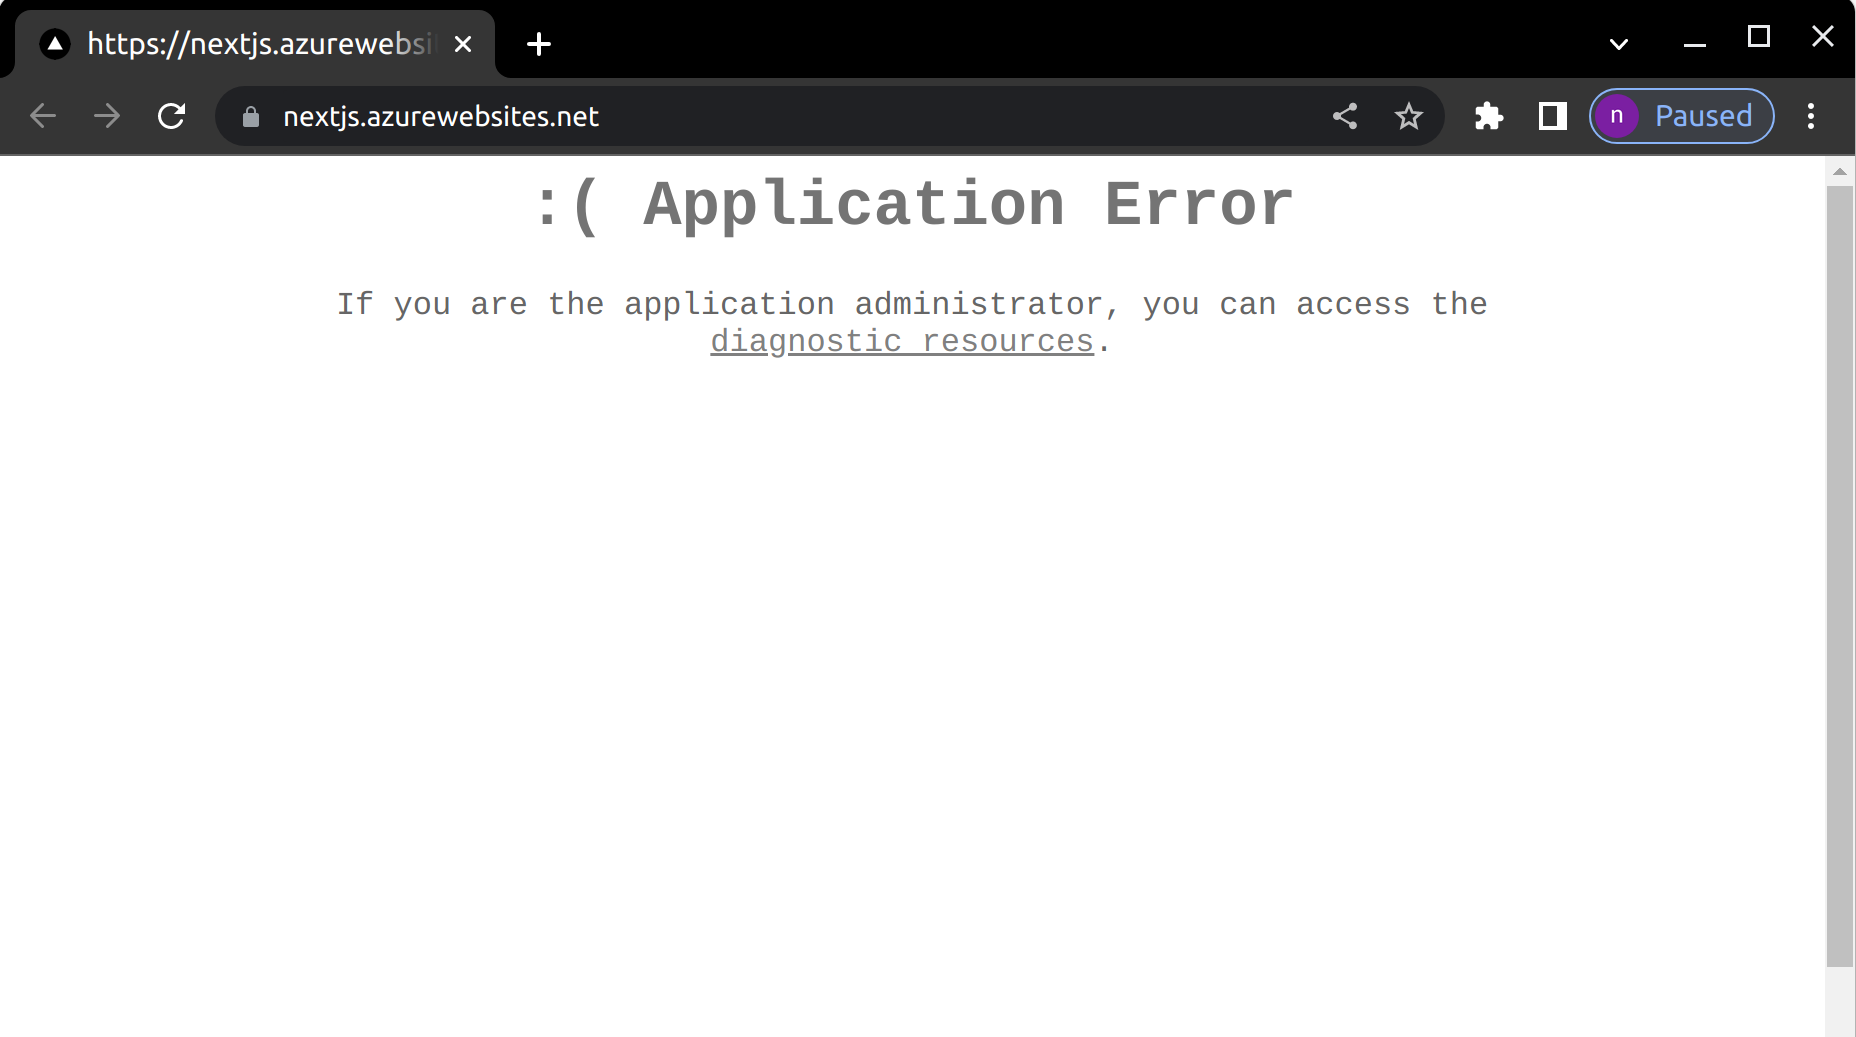 https://nextjs.azurewebsi
nextjs.azurewebsites.net
n
Paused
:( Application Error
If you are the application administrator, you can access the
diagnostic resources.